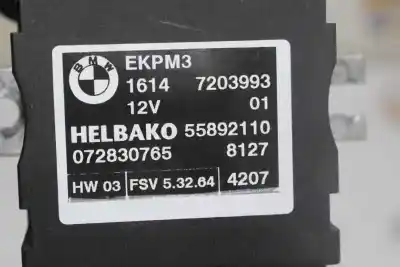 BMW
EKPM3
1614 7203993
12V 01
HELBAKO 55892110
072830765 8127
HW 03 FSV 5.32.64 4207